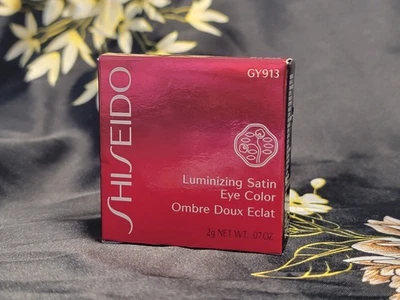 GY913
SHISEIDO
Luminizing Satin
Eye Color
Ombre Doux Eclat
2g NET WT. .07 OZ.